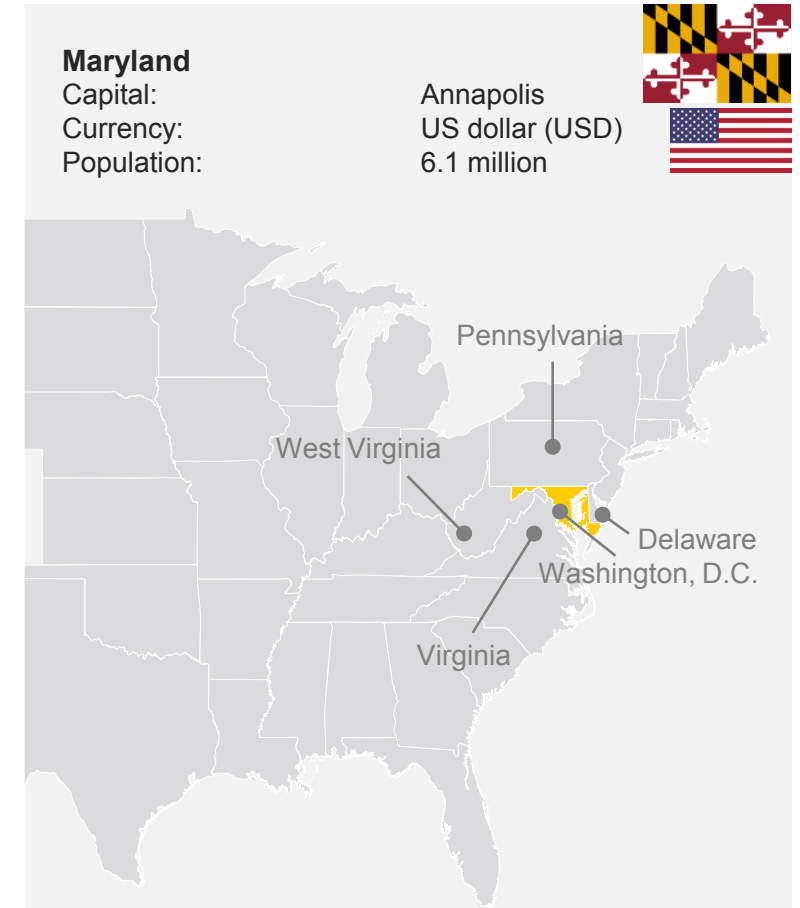 Maryland
Capital: Annapolis
Currency: US dollar (USD)
Population: 6.1 million
Pennsylvania
West Virginia
Delaware
Washington, D.C.
Virginia